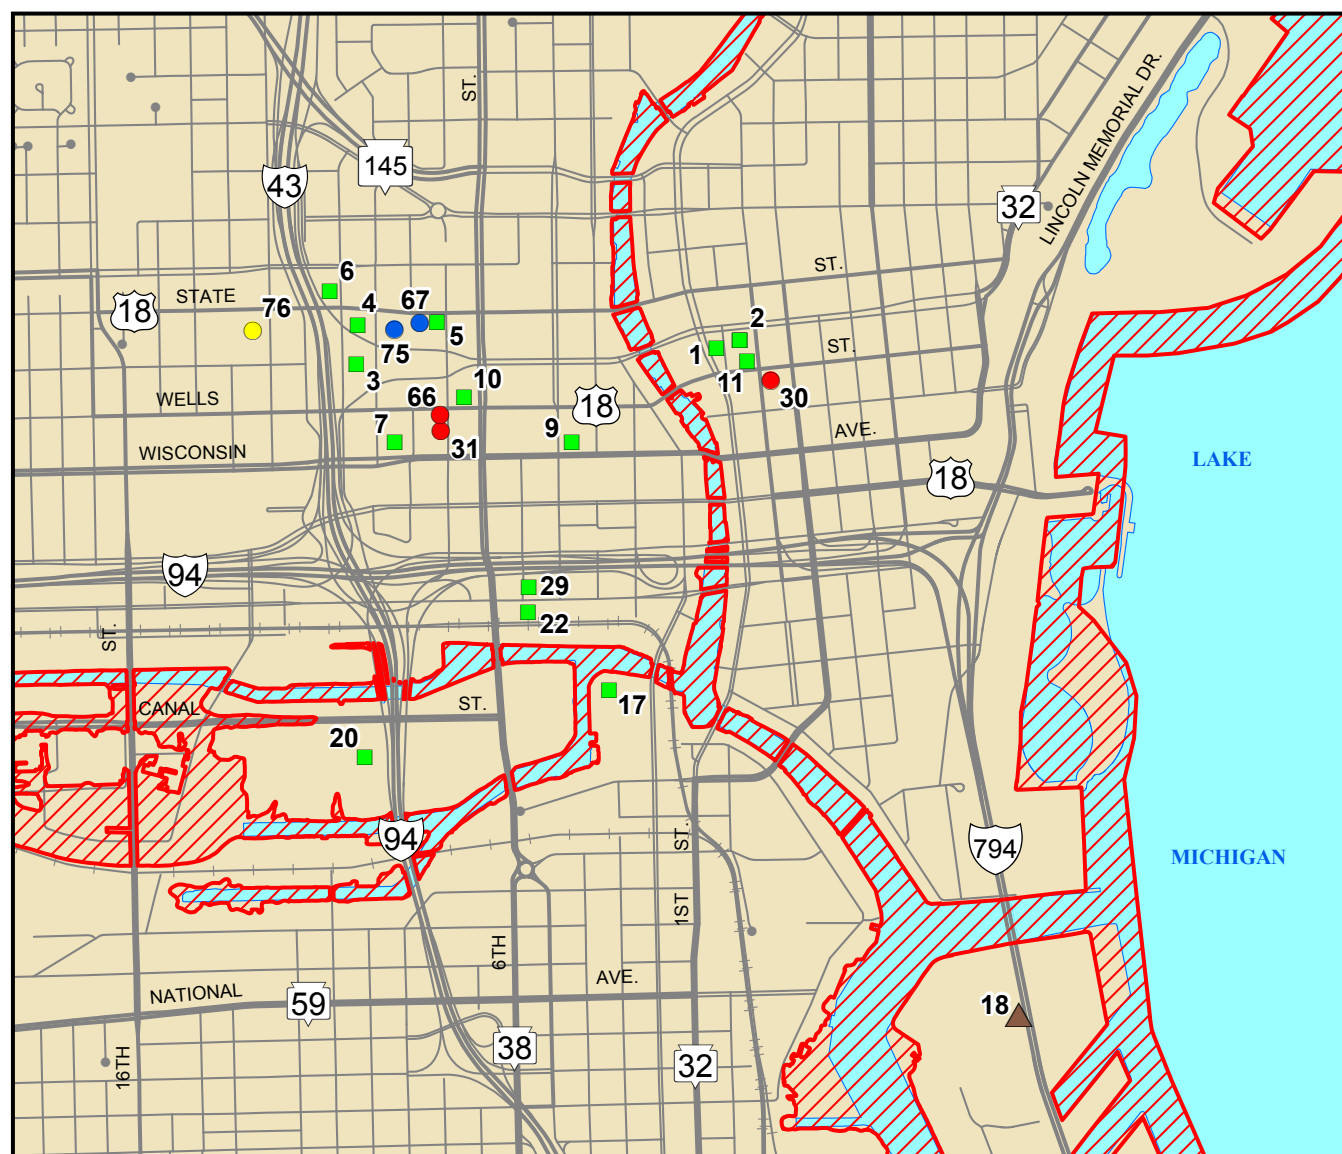 ST.
LINCOLN MEMORIAL DR.
145
43
32
ST.
6
STATE
18
76
4
67
75
5
2
1
ST.
3
11
30
10
66
WELLS
18
7
9
AVE.
31
WISCONSIN
LAKE
18
94
29
22
ST.
CANAL
ST.
17
20
94
ST.
794
MICHIGAN
1ST
6TH
AVE.
NATIONAL
59
18
38
32
16TH